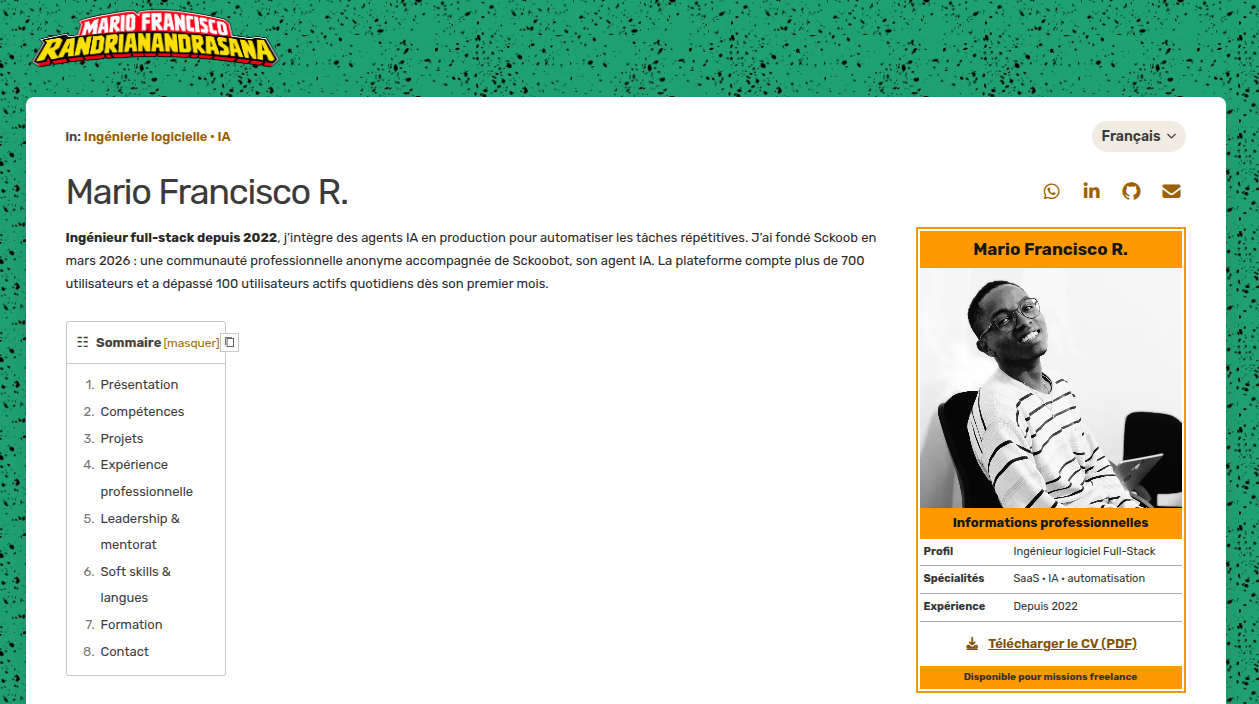 MARIO FRANCISCO
RANDRIANANDRASANA
in: Ingénierie logicielle • IA
Français
Mario Francisco R.
Ingénieur full-stack depuis 2022, j’intègre des agents IA en production pour automatiser les tâches répétitives. J’ai fondé Sckoob en
mars 2026 : une communauté professionnelle anonyme accompagnée de Sckoobot, son agent IA. La plateforme compte plus de 700
utilisateurs et a dépassé 100 utilisateurs actifs quotidiens dès son premier mois.
Sommaire [masquer]
1. Présentation
2. Compétences
3. Projets
4. Expérience
professionnelle
5. Leadership &
mentorat
6. Soft skills &
langues
7. Formation
8. Contact
Mario Francisco R.
Informations professionnelles
Profil Ingénieur logiciel Full-Stack
Spécialités SaaS • IA • automatisation
Expérience Depuis 2022
Télécharger le CV (PDF)
Disponible pour missions freelance